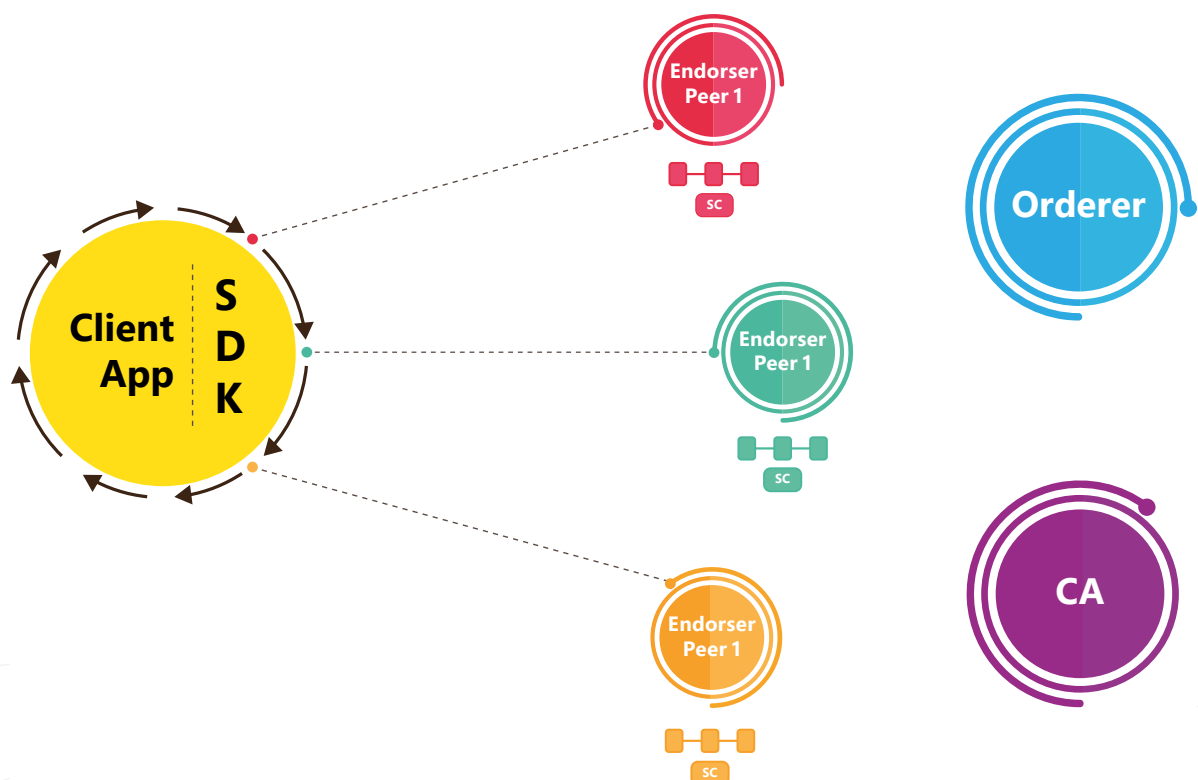 Endorser
Peer 1
SC
Orderer
Client
App
S
D
K
Endorser
Peer 1
SC
CA
Endorser
Peer 1
SC